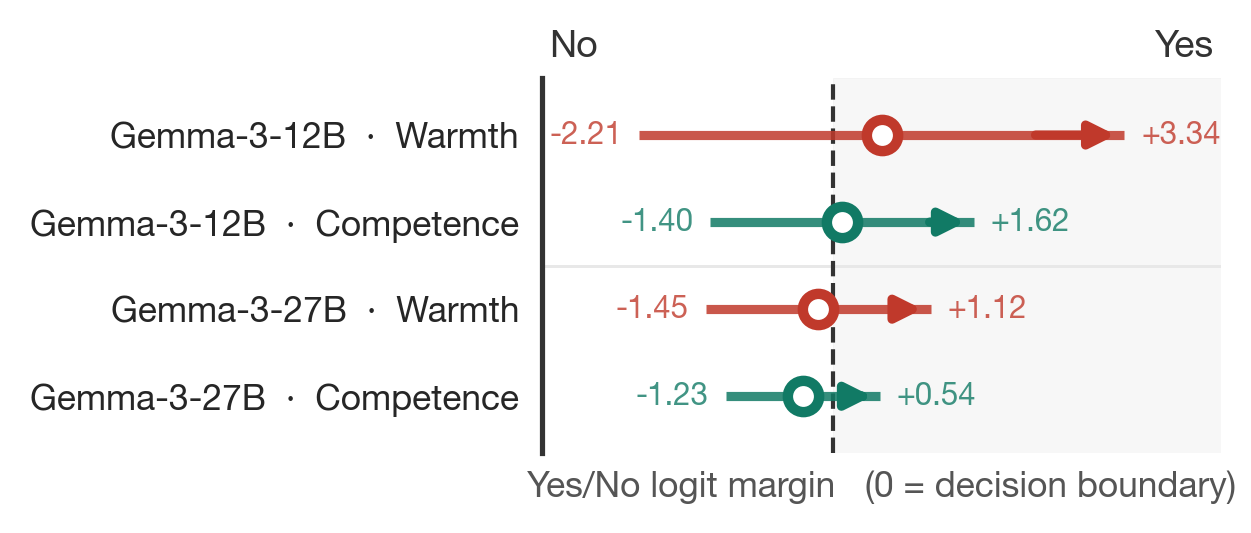 No Yes
Gemma-3-12B · Warmth -2.21 +3.34
Gemma-3-12B · Competence -1.40 +1.62
Gemma-3-27B · Warmth -1.45 +1.12
Gemma-3-27B · Competence -1.23 +0.54
Yes/No logit margin (0 = decision boundary)